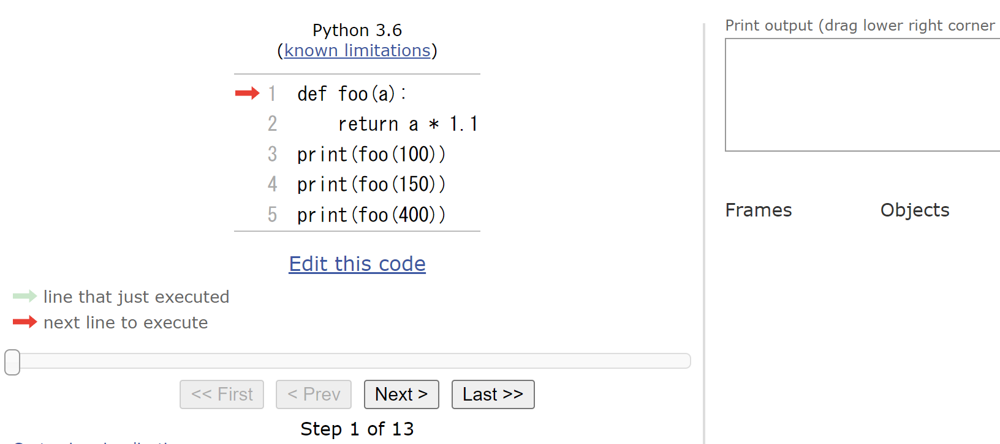 Python 3.6
(known limitations)
1 def foo(a):
2     return a * 1.1
3 print(foo(100))
4 print(foo(150))
5 print(foo(400))
Edit this code
line that just executed
next line to execute
<< First < Prev Next > Last >>
Step 1 of 13
Print output (drag lower right corner
Frames Objects